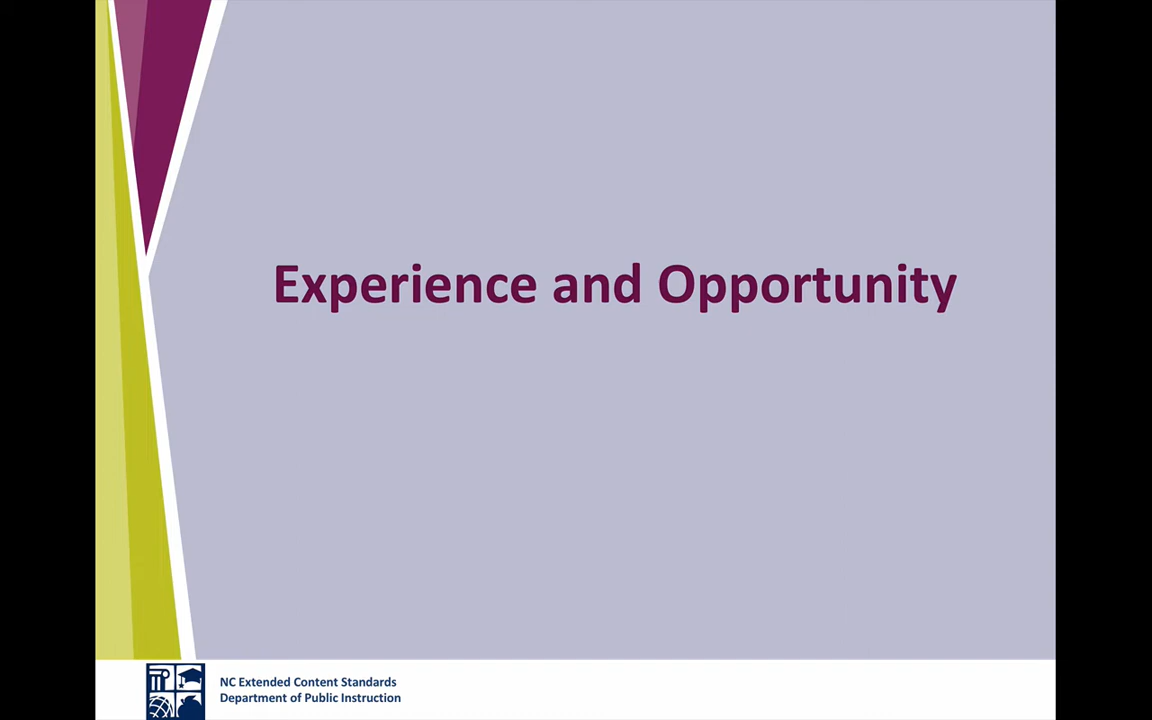 Experience and Opportunity
NC Extended Content Standards
Department of Public Instruction